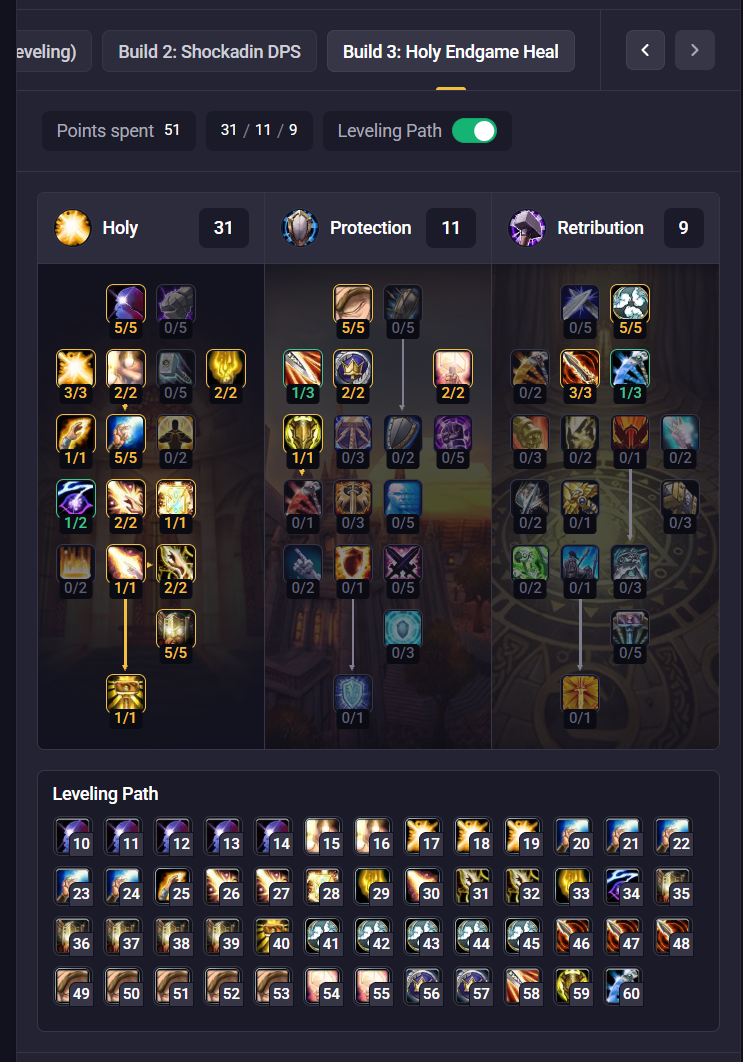 eveling)
Build 2: Shockadin DPS
Build 3: Holy Endgame Heal
Points spent 51
31 / 11 / 9
Leveling Path
Holy 31
Protection 11
Retribution 9
5/5 0/5
5/5 0/5
0/5 5/5
3/3 2/2 0/5 2/2
1/3 2/2 2/2
0/2 3/3 1/3
1/1 5/5 0/2
1/1 0/3 0/2 0/5
0/3 0/2 0/1 0/2
1/2 2/2 1/1
0/1 0/3 0/5
0/2 0/1 0/3
0/2 1/1 2/2
0/2 0/1 0/5
0/2 0/1 0/3
5/5
0/3
0/5
1/1
0/1
0/1
Leveling Path
10 11 12 13 14 15 16 17 18 19 20 21 22
23 24 25 26 27 28 29 30 31 32 33 34 35
36 37 38 39 40 41 42 43 44 45 46 47 48
49 50 51 52 53 54 55 56 57 58 59 60